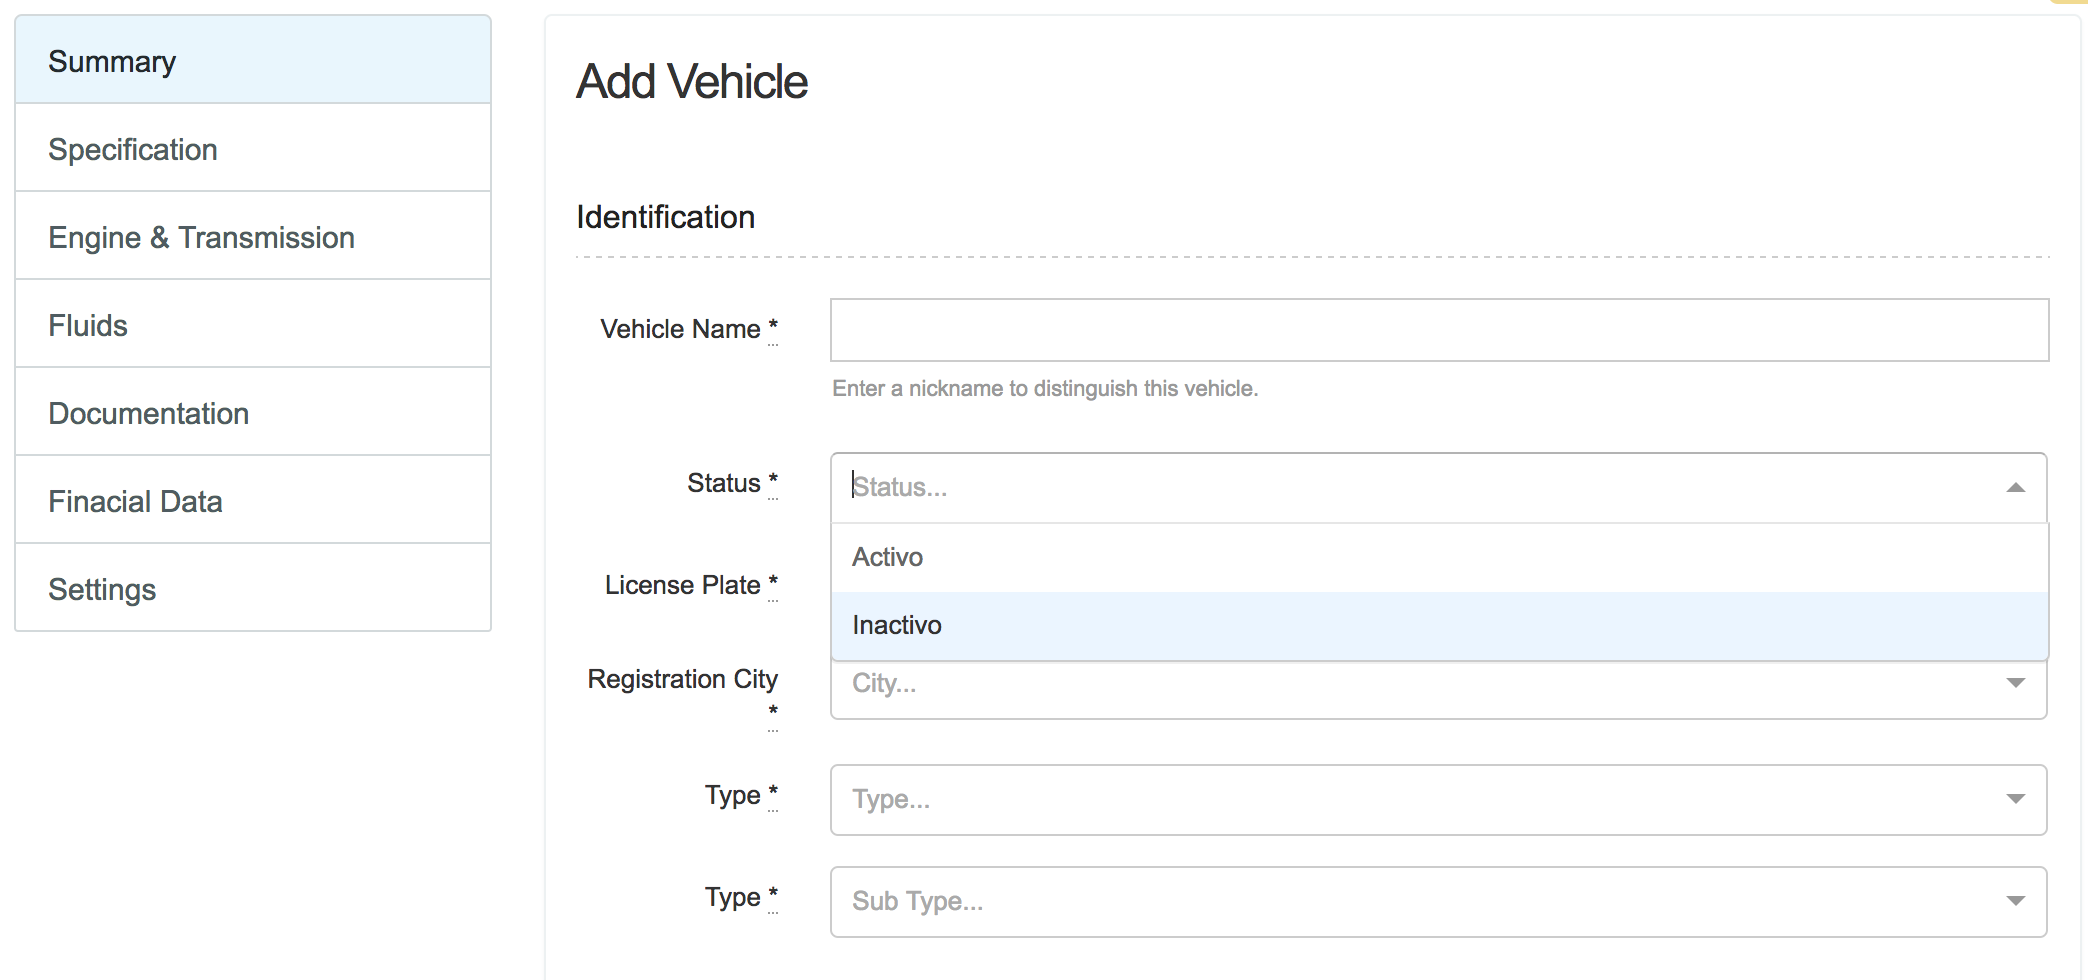 Summary
Specification
Engine & Transmission
Fluids
Documentation
Finacial Data
Settings
Add Vehicle
Identification
Vehicle Name *
Enter a nickname to distinguish this vehicle.
Status *
Status...
Activo
Inactivo
License Plate *
Registration City
*
City...
Type *
Type...
Type *
Sub Type...